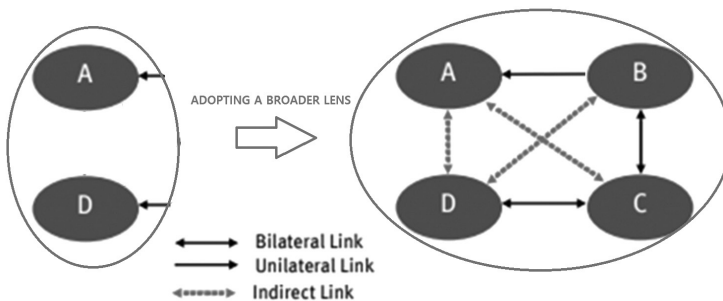 A
D
ADOPTING A BROADER LENS
A
B
D
C
Bilateral Link
Unilateral Link
Indirect Link